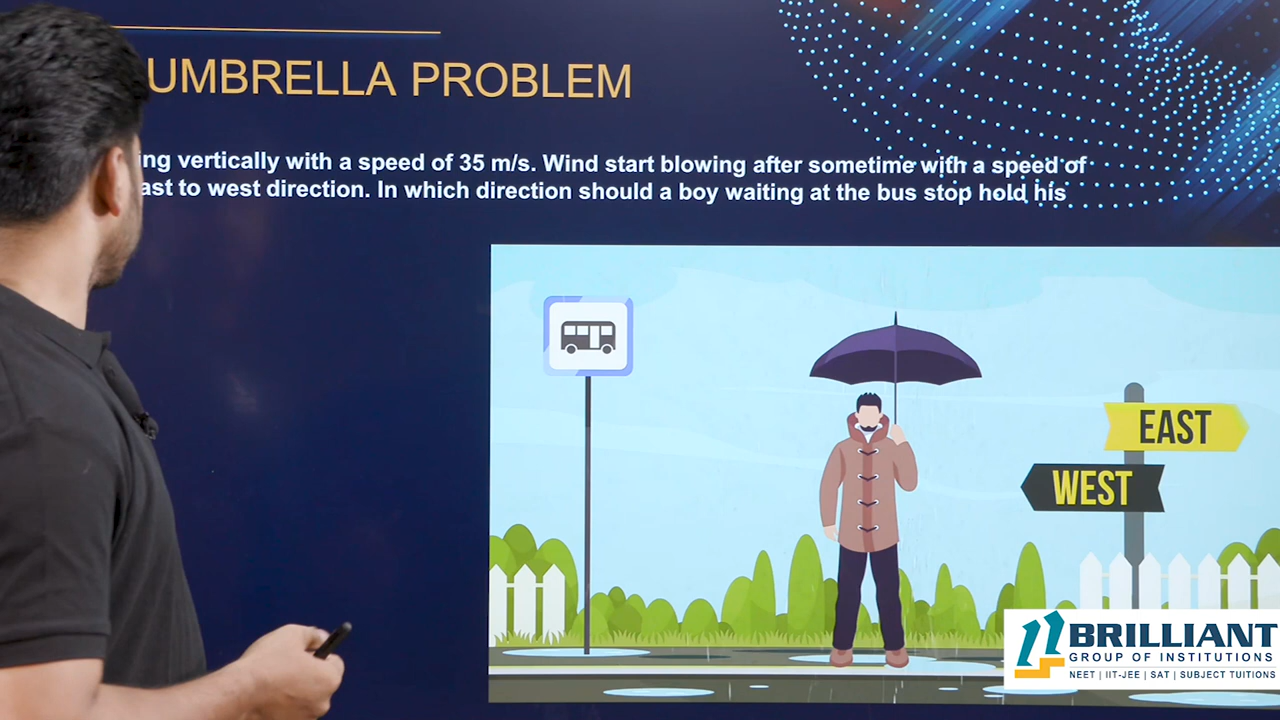 UMBRELLA PROBLEM
ing vertically with a speed of 35 m/s. Wind start blowing after sometime with a speed of
ast to west direction. In which direction should a boy waiting at the bus stop hold his
EAST
WEST
BRILLIANT
GROUP OF INSTITUTIONS
NEET | IIT-JEE | SAT | SUBJECT TUITIONS